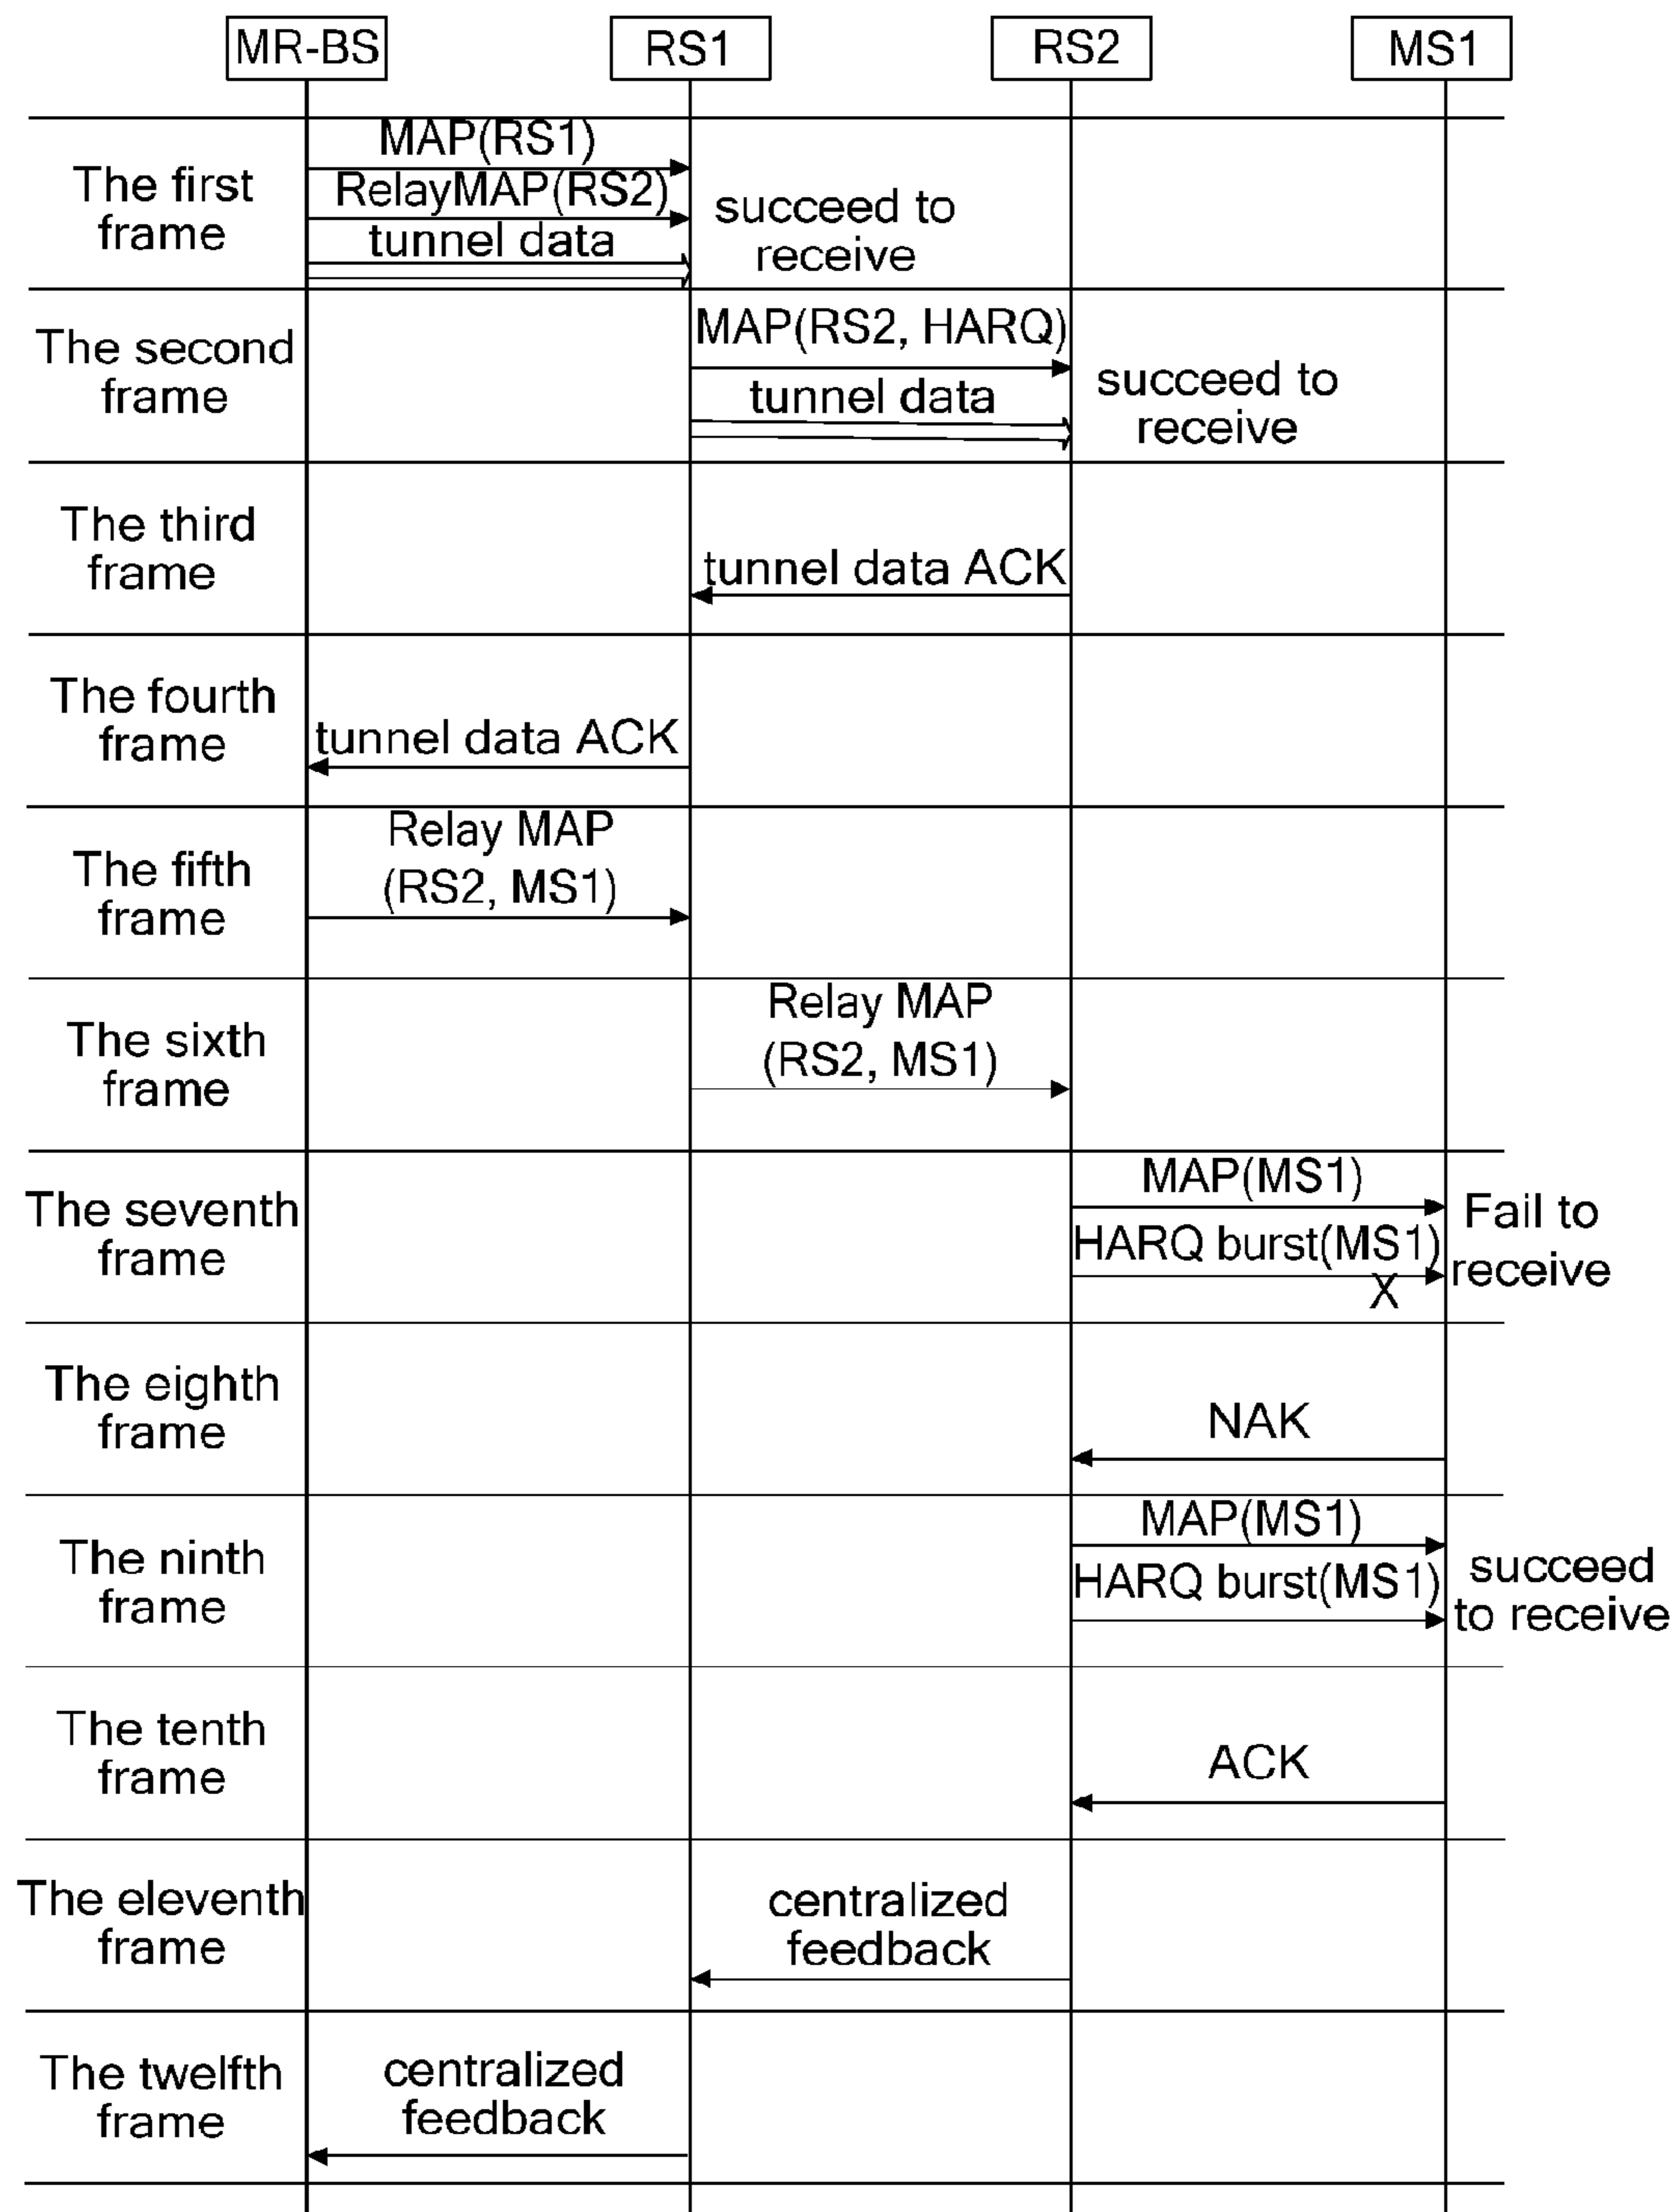 MR-BS
RS1
RS2
MS1
The first
frame
MAP(RS1)
RelayMAP(RS2)
tunnel data
succeed to
receive
The second
frame
MAP(RS2, HARQ)
tunnel data
succeed to
receive
The third
frame
tunnel data ACK
The fourth
frame
tunnel data ACK
The fifth
frame
Relay MAP
(RS2, MS1)
The sixth
frame
Relay MAP
(RS2, MS1)
The seventh
frame
MAP(MS1)
HARQ burst(MS1)
X
Fail to
receive
The eighth
frame
NAK
The ninth
frame
MAP(MS1)
HARQ burst(MS1)
succeed
to receive
The tenth
frame
ACK
The eleventh
frame
centralized
feedback
The twelfth
frame
centralized
feedback